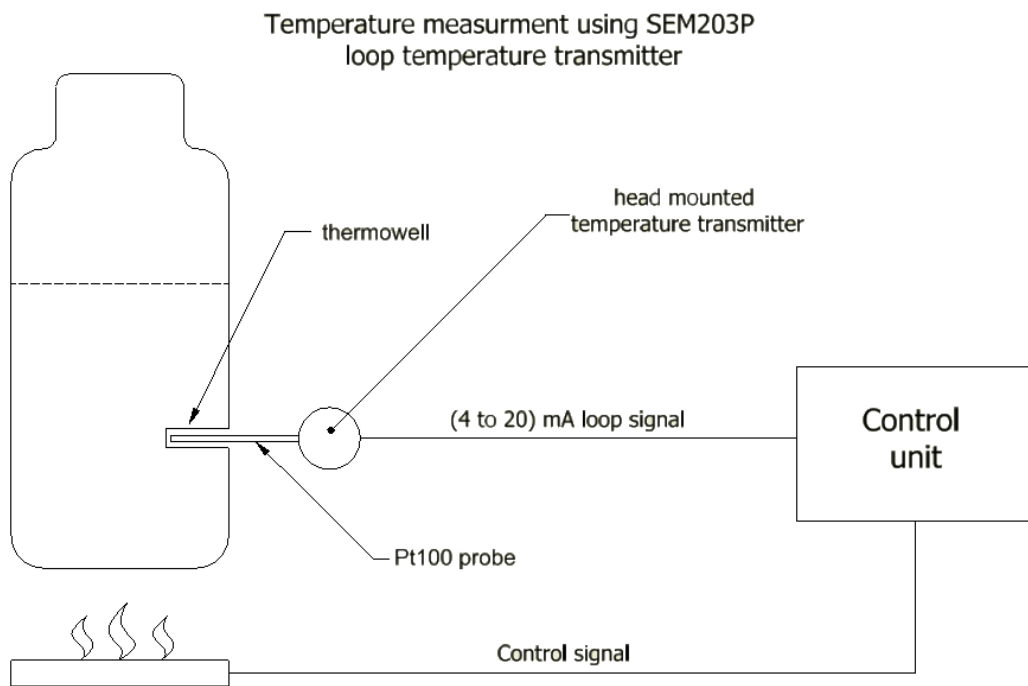 Temperature measurment using SEM203P
loop temperature transmitter
head mounted
temperature transmitter
thermowell
(4 to 20) mA loop signal
Control
unit
Pt100 probe
Control signal